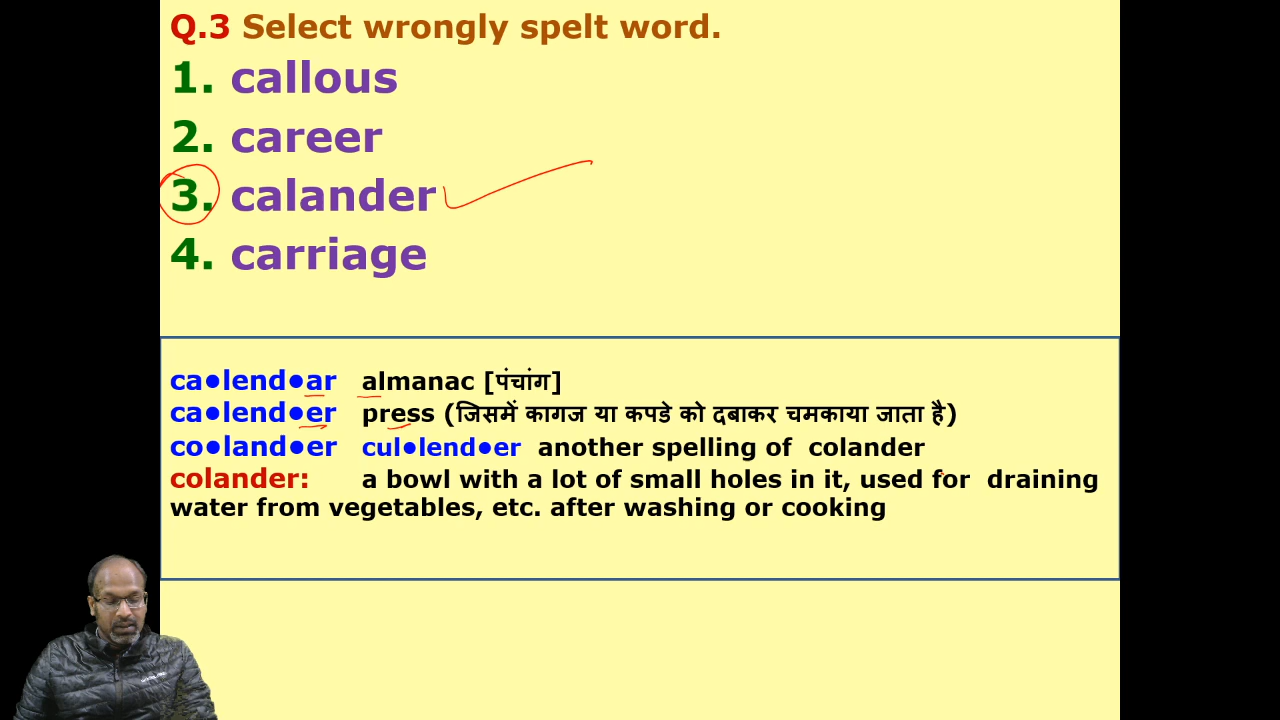 Q.3 Select wrongly spelt word.
1. callous
2. career
3. calander
4. carriage
ca●lend●ar almanac [पंचांग]
ca●lend●er press (जिसमें कागज या कपडे को दबाकर चमकाया जाता है)
co●land●er cul●lend●er another spelling of colander
colander: a bowl with a lot of small holes in it, used for draining
water from vegetables, etc. after washing or cooking